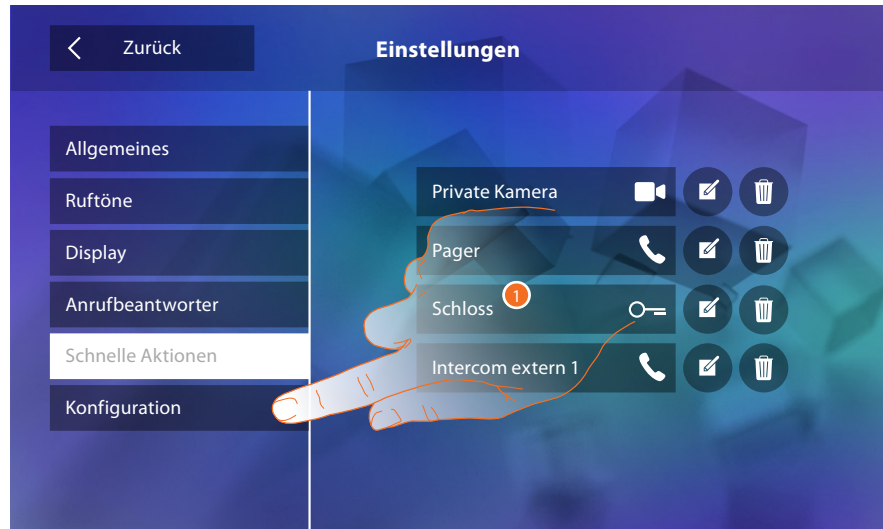 Zurück
Einstellungen
Allgemeines
Ruftöne
Display
Anrufbeantworter
Schnelle Aktionen
Konfiguration
Private Kamera
Pager
Schloss
1
Intercom extern 1